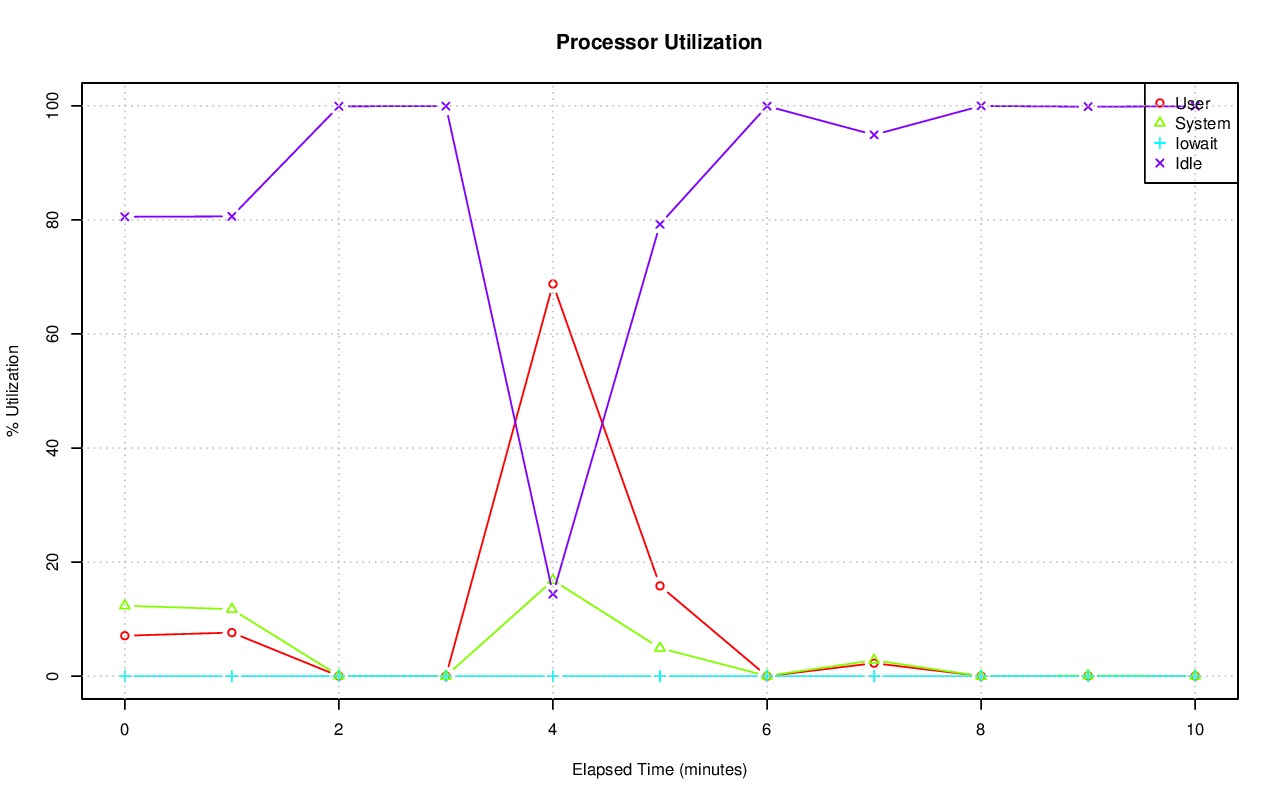 Processor Utilization
100
80
60
40
20
0
% Utilization
User
System
Iowait
Idle
0 2 4 6 8 10
Elapsed Time (minutes)